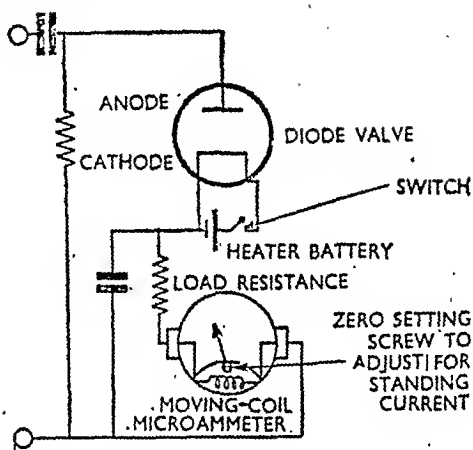 ANODE
DIODE VALVE
CATHODE
SWITCH
HEATER BATTERY
LOAD RESISTANCE
ZERO SETTING
SCREW TO
ADJUST FOR
STANDING
CURRENT
MOVING-COIL
MICROAMMETER